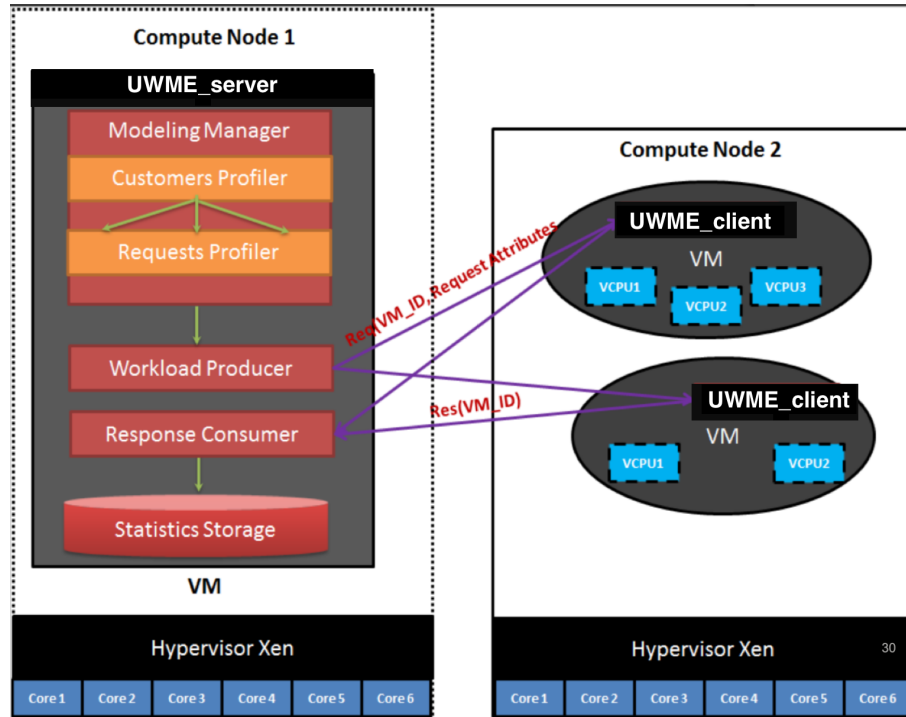 Compute Node 1
UWME_server
Modeling Manager
Customers Profiler
Requests Profiler
Workload Producer
Response Consumer
Statistics Storage
VM
Hypervisor Xen
Core 1
Core 2
Core 3
Core 4
Core 5
Core 6
Req(VM_ID, Request Attributes
Res(VM_ID)
Compute Node 2
UWME_client
VM
VCPU1
VCPU2
VCPU3
UWME_client
VM
VCPU1
VCPU2
Hypervisor Xen
30
Core 1
Core 2
Core 3
Core 4
Core 5
Core 6